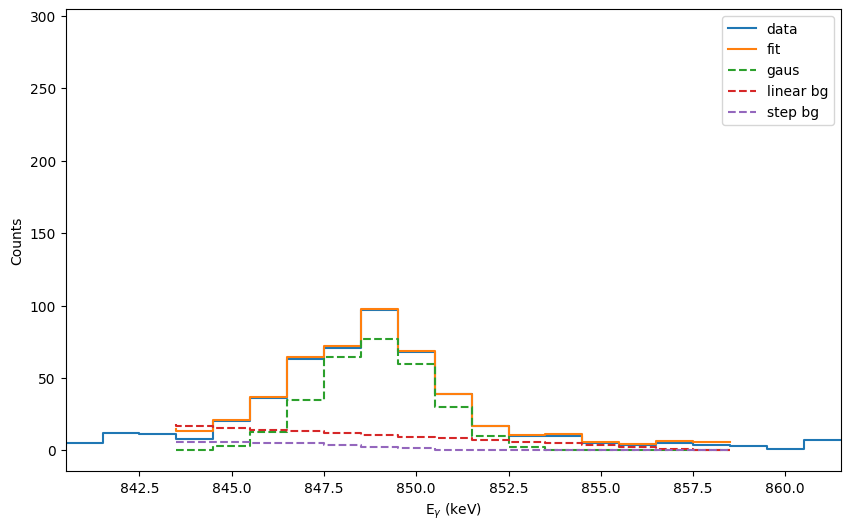 300
250
200
150
100
50
0
Counts
842.5 845.0 847.5 850.0 852.5 855.0 857.5 860.0
Eγ (keV)
data
fit
gaus
linear bg
step bg